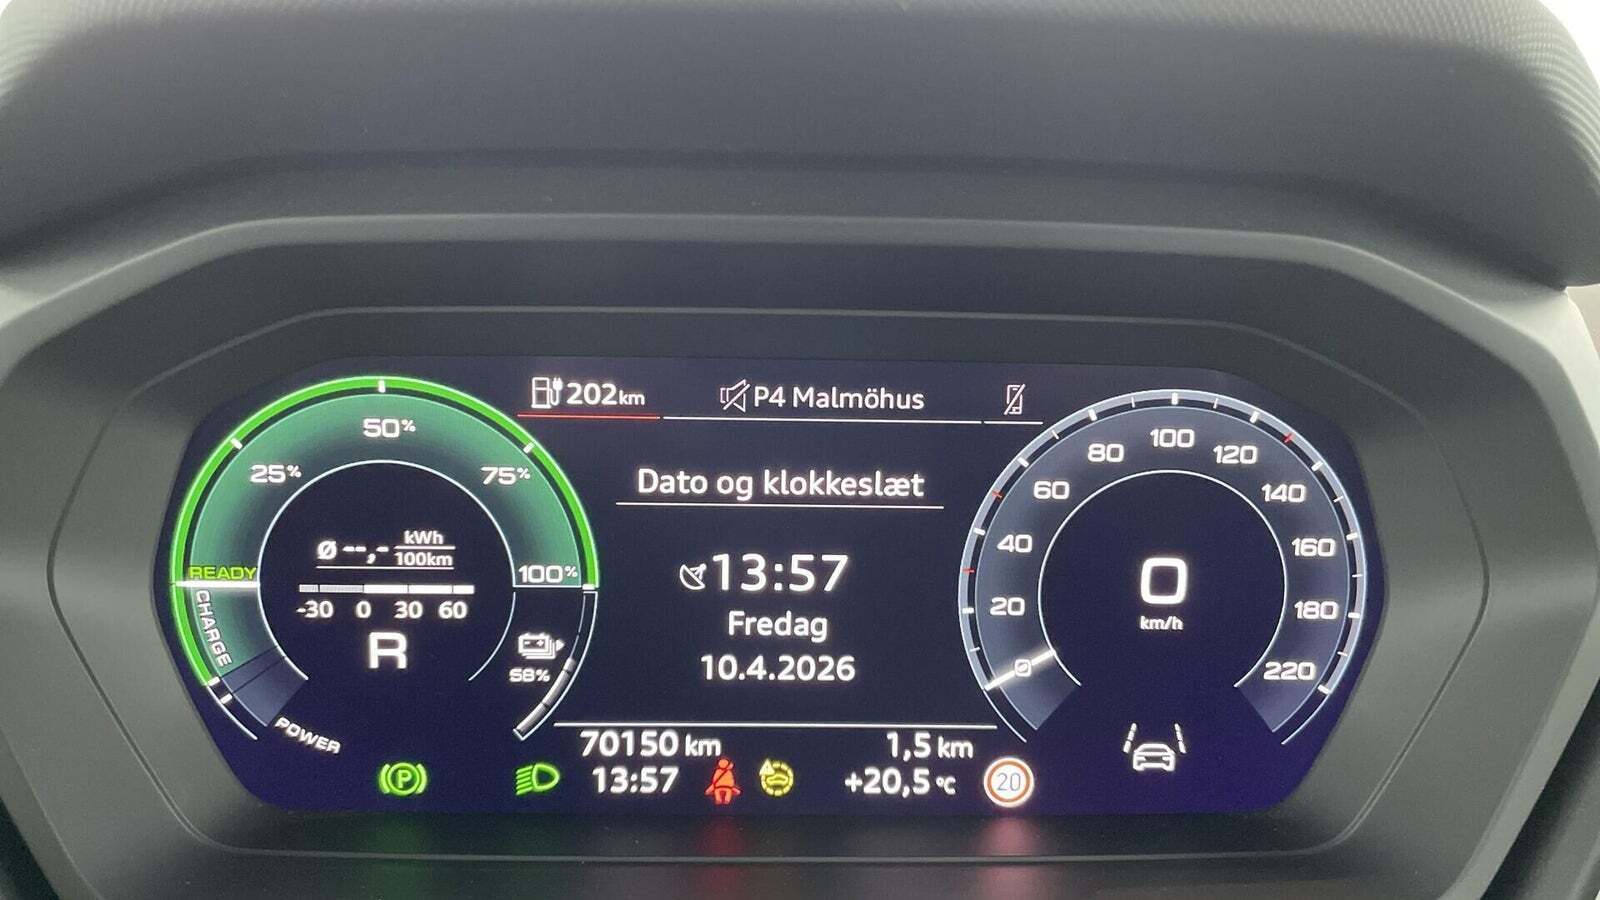 202 km
P4 Malmöhus
Dato og klokkeslæt
13:57
Fredag
10.4.2026
70150 km
1,5 km
13:57
+20,5 °C
20
25%
50%
75%
100%
READY
CHARGE
POWER
Ø --,- kWh
100km
-30 0 30 60
R
58%
P
0 20 40 60 80 100 120 140 160 180 220
0
km/h